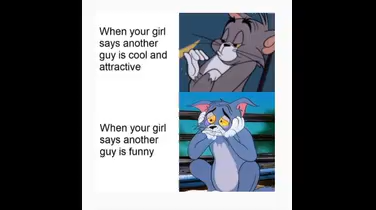 When your girl
says another
guy is cool and
attractive
When your girl
says another
guy is funny